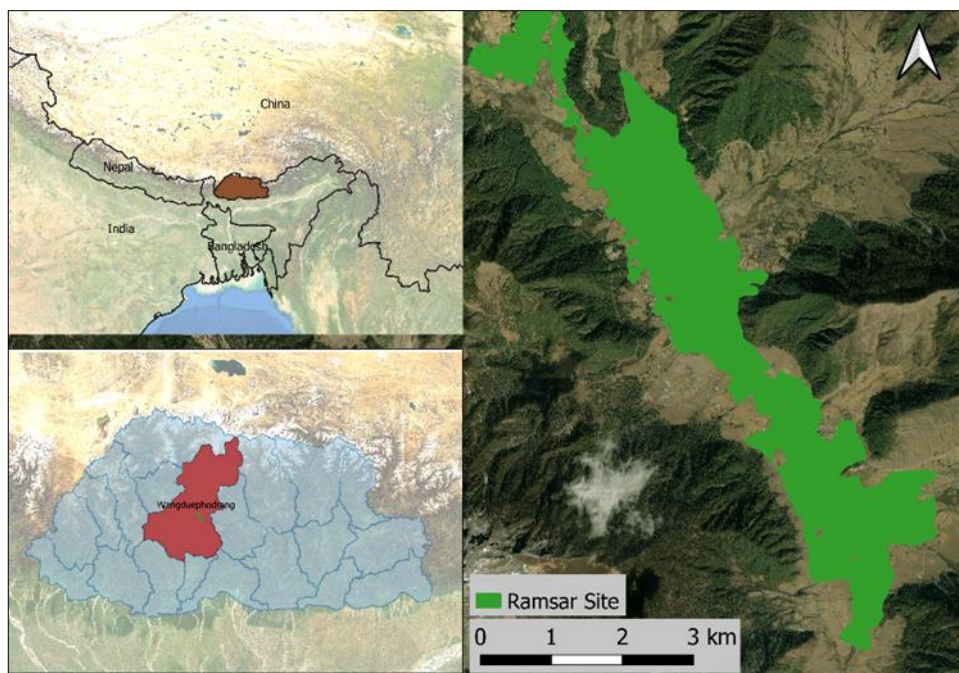 China
Nepal
India
Bangladesh
Wangduephodrang
Ramsar Site
0 1 2 3 km